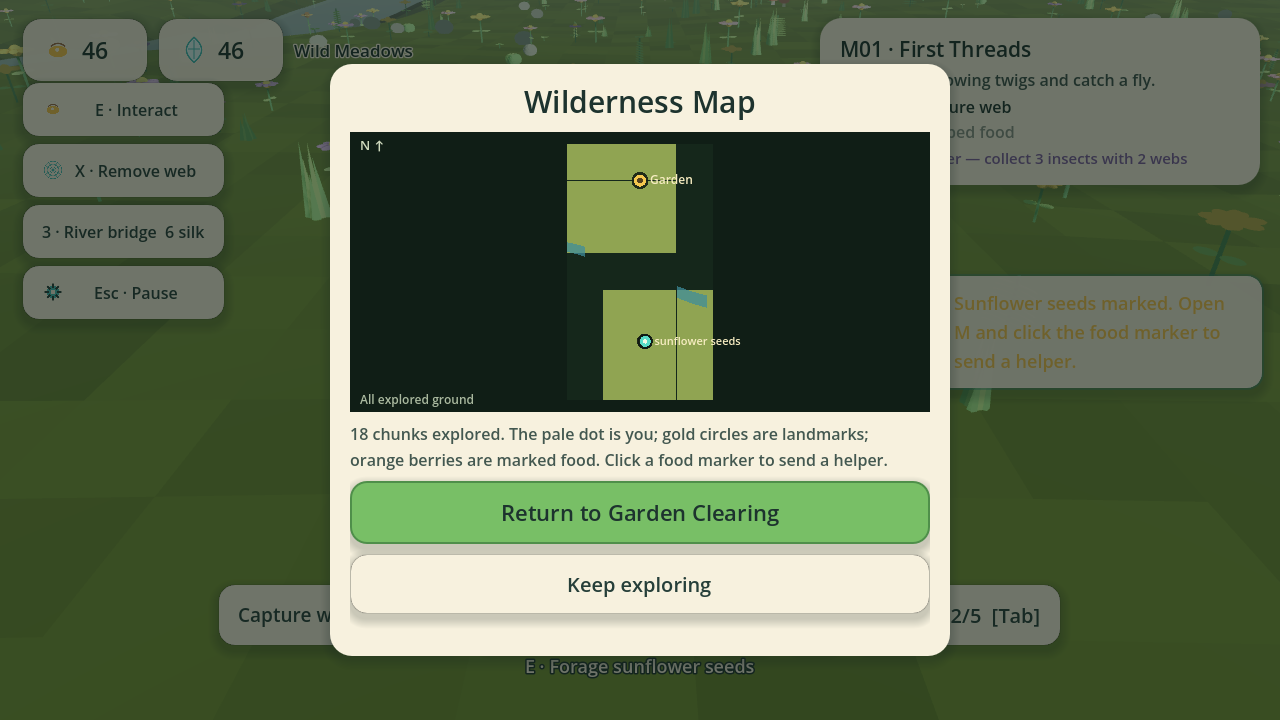 46
46
Wild Meadows
E · Interact
X · Remove web
3 · River bridge 6 silk
Esc · Pause
M01 · First Threads
owing twigs and catch a fly.
ure web
bed food
er — collect 3 insects with 2 webs
Sunflower seeds marked. Open
M and click the food marker to
send a helper.
Wilderness Map
N ↑
Garden
sunflower seeds
All explored ground
18 chunks explored. The pale dot is you; gold circles are landmarks;
orange berries are marked food. Click a food marker to send a helper.
Return to Garden Clearing
Keep exploring
Capture w
2/5 [Tab]
E · Forage sunflower seeds